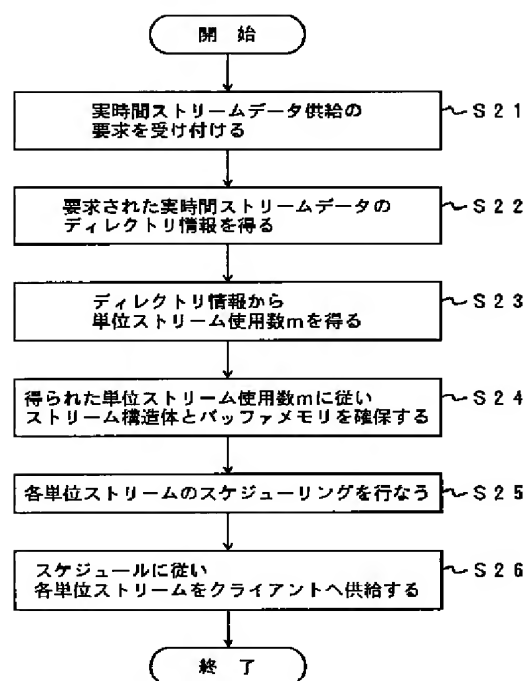 開 始
実時間ストリームデータ供給の
要求を受け付ける
S21
要求された実時間ストリームデータの
ディレクトリ情報を得る
S22
ディレクトリ情報から
単位ストリーム使用数mを得る
S23
得られた単位ストリーム使用数mに従い
ストリーム構造体とバッファメモリを確保する
S24
各単位ストリームのスケジューリングを行なう
S25
スケジュールに従い
各単位ストリームをクライアントへ供給する
S26
終 了